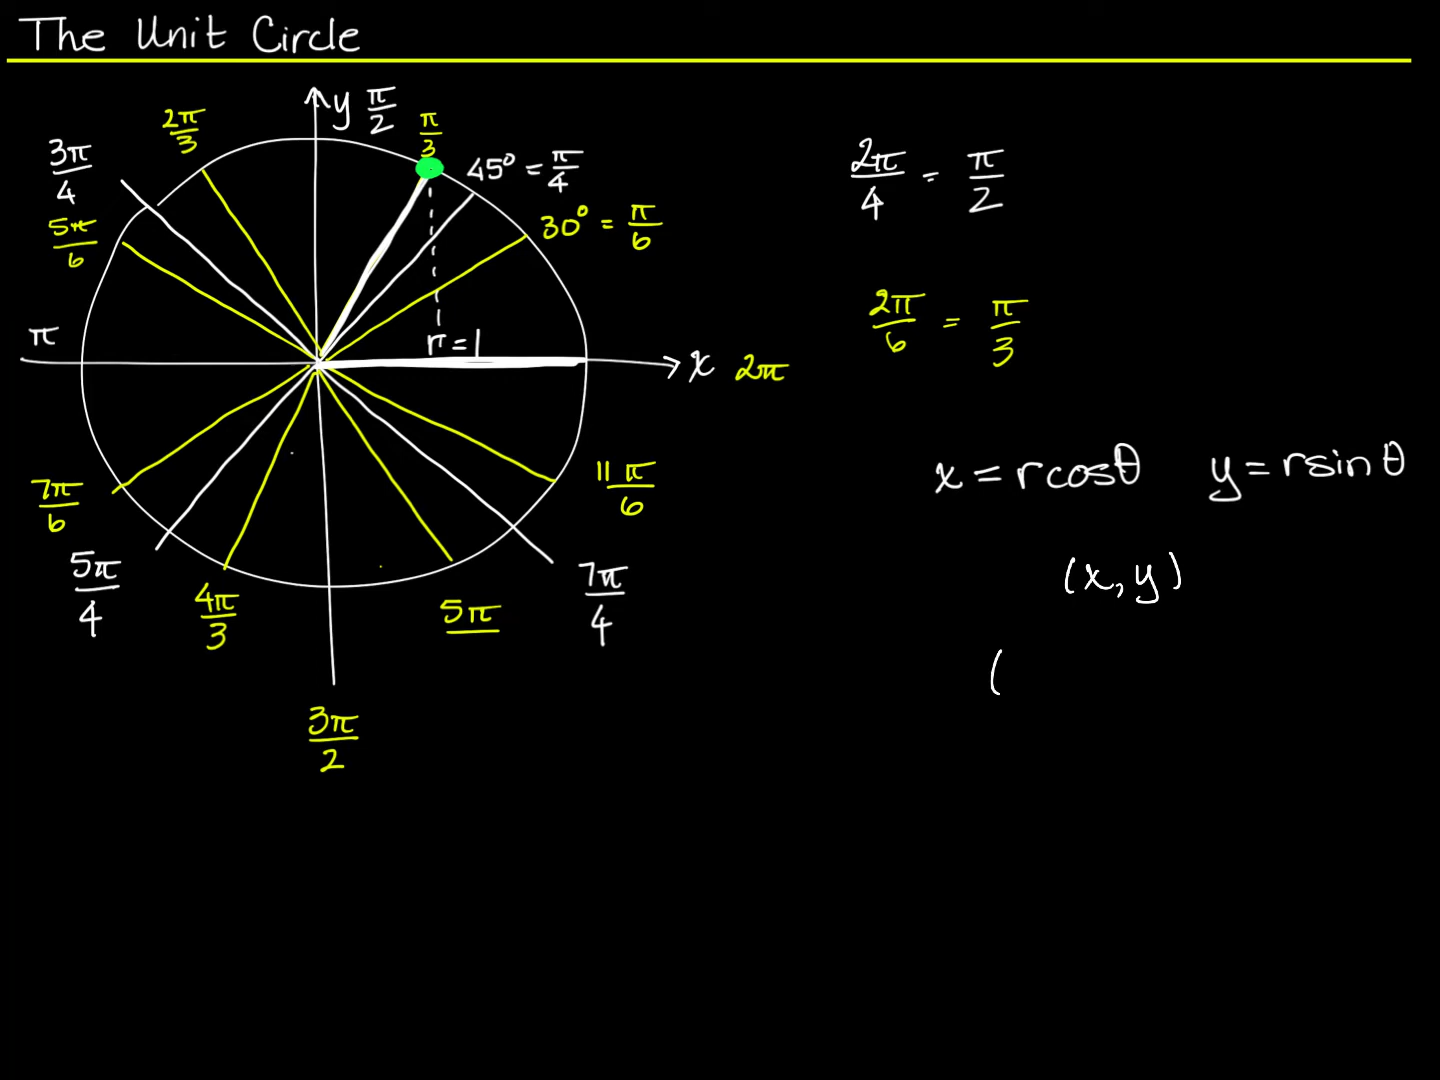 The Unit Circle
y π/2
2π/3
π/3
3π/4
45° = π/4
5π/6
30° = π/6
π
r = 1
x 2π
7π/6
11π/6
5π/4
4π/3
5π
7π/4
3π/2
2π/4 = π/2
2π/6 = π/3
x = rcosθ y = rsinθ
(x, y)
(